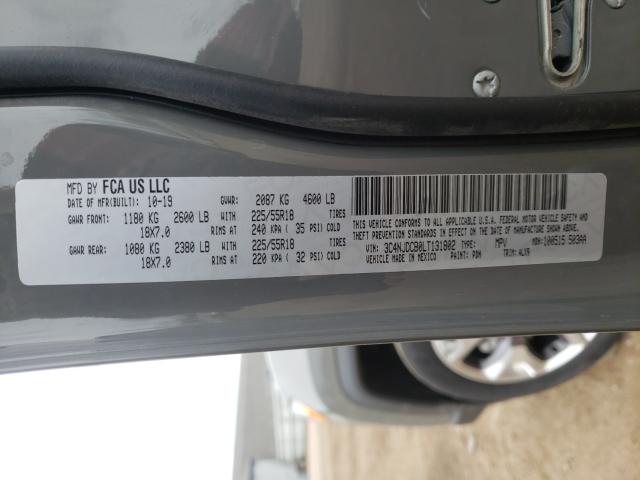 MFD BY FCA US LLC
DATE OF MFR(BUILT): 10-19 GVWR: 2087 KG 4600 LB
GAWR FRONT: 1180 KG 2600 LB WITH 225/55R18 TIRES
18X7.0 RIMS AT 240 KPA ( 35 PSI) COLD
GAWR REAR: 1080 KG 2380 LB WITH 225/55R18 TIRES
18X7.0 RIMS AT 220 KPA ( 32 PSI) COLD
THIS VEHICLE CONFORMS TO ALL APPLICABLE U.S.A. FEDERAL MOTOR VEHICLE SAFETY AND
THEFT PREVENTION STANDARDS IN EFFECT ON THE DATE OF MANUFACTURE SHOWN ABOVE.
VIN: 3C4NJDCB0LT131802 TYPE: MPV MDH: 100515 503AA
VEHICLE MADE IN MEXICO PAINT: PDN TRIM: ALX9